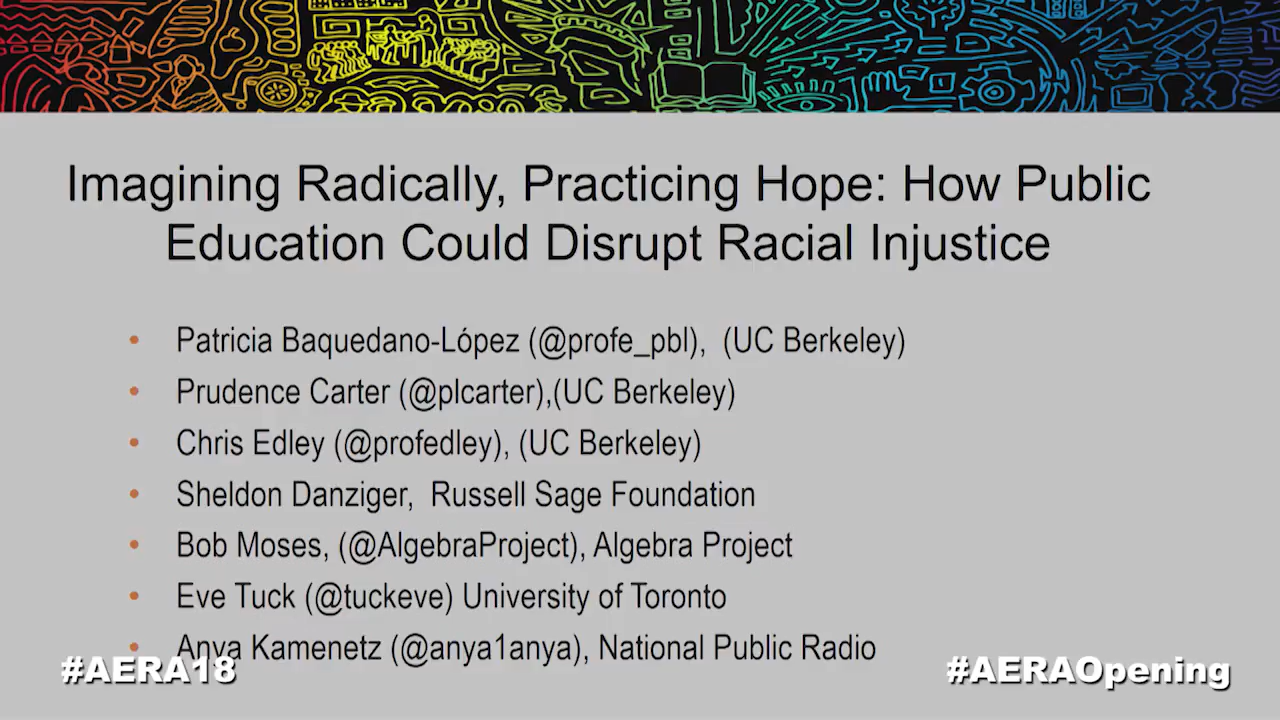 Imagining Radically, Practicing Hope: How Public
Education Could Disrupt Racial Injustice
• Patricia Baquedano-López (@profe_pbl),  (UC Berkeley)
• Prudence Carter (@plcarter),(UC Berkeley)
• Chris Edley (@profedley), (UC Berkeley)
• Sheldon Danziger,  Russell Sage Foundation
• Bob Moses, (@AlgebraProject), Algebra Project
• Eve Tuck (@tuckeve) University of Toronto
• Anya Kamenetz (@anya1anya), National Public Radio
#AERA18 #AERAOpening